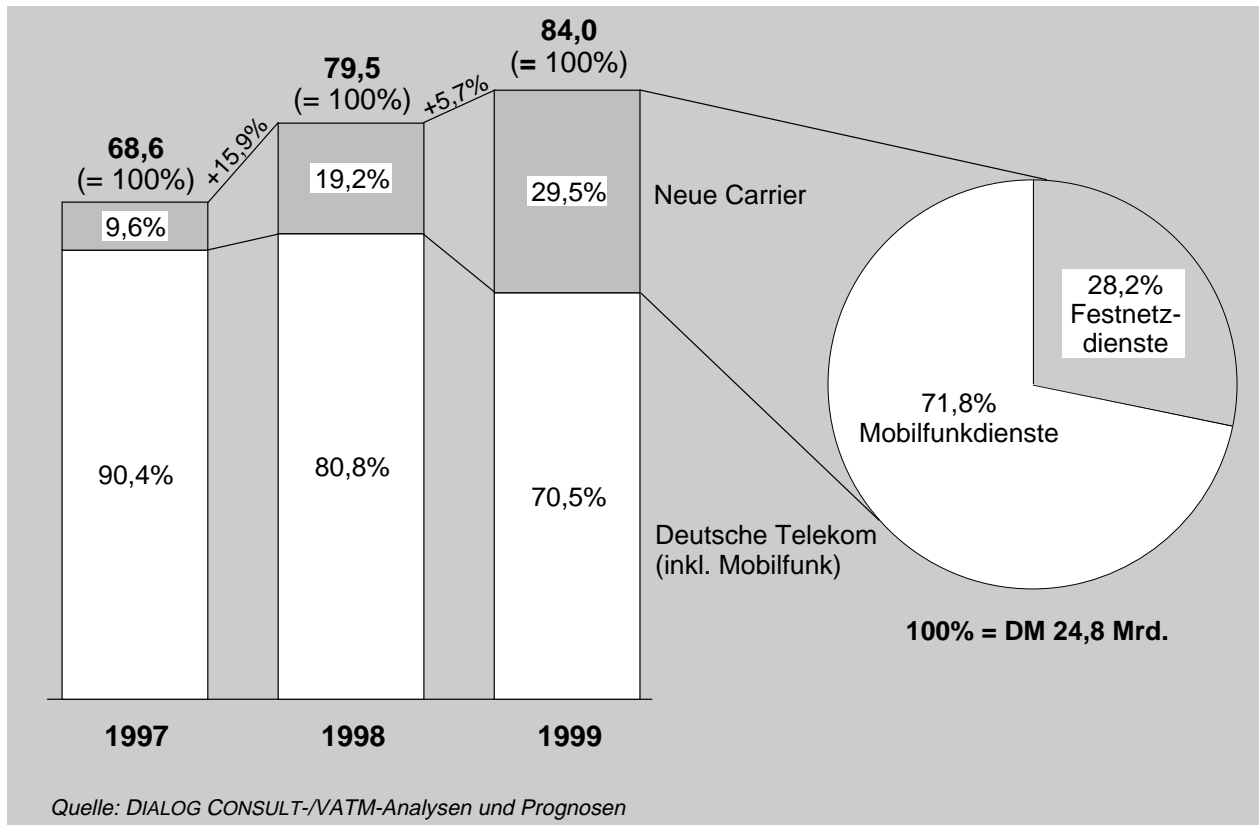 68,6
(= 100%)
+15,9%
79,5
(= 100%)
+5,7%
84,0
(= 100%)
9,6%
19,2%
29,5%
Neue Carrier
90,4%
80,8%
70,5%
Deutsche Telekom
(inkl. Mobilfunk)
28,2%
Festnetz-
dienste
71,8%
Mobilfunkdienste
100% = DM 24,8 Mrd.
1997
1998
1999
Quelle: DIALOG CONSULT-/VATM-Analysen und Prognosen